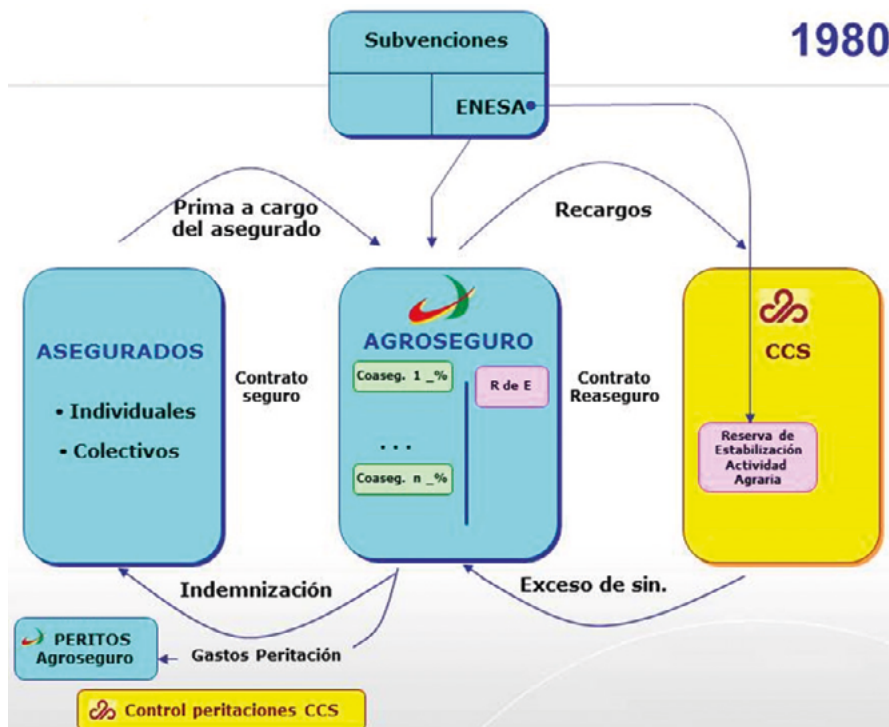 Subvenciones
1980
ENESA
Prima a cargo
del asegurado
Recargos
ASEGURADOS
• Individuales
• Colectivos
Contrato
seguro
AGROSEGURO
Coaseg. 1 _%
R de E
...
Coaseg. n _%
Contrato
Reaseguro
CCS
Reserva de
Estabilización
Actividad
Agraria
Indemnización
Exceso de sin.
PERITOS
Agroseguro
Gastos Peritación
Control peritaciones CCS